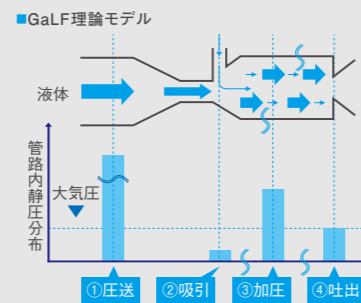 ■GaLF理論モデル
液体
管路内静圧分布
大気圧
①圧送
②吸引
③加圧
④吐出